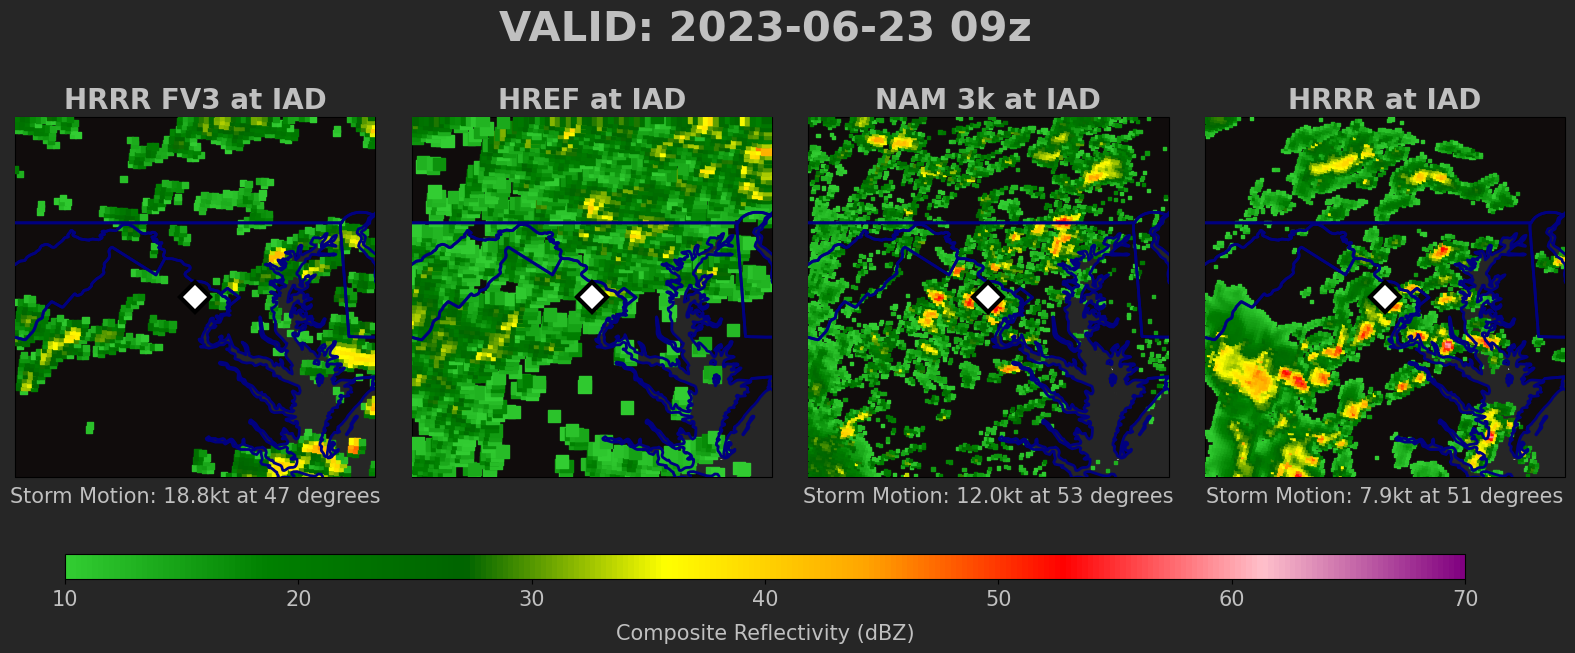 VALID: 2023-06-23 09z
HRRR FV3 at IAD
HREF at IAD
NAM 3k at IAD
HRRR at IAD
Storm Motion: 18.8kt at 47 degrees
Storm Motion: 12.0kt at 53 degrees
Storm Motion: 7.9kt at 51 degrees
10 20 30 40 50 60 70
Composite Reflectivity (dBZ)